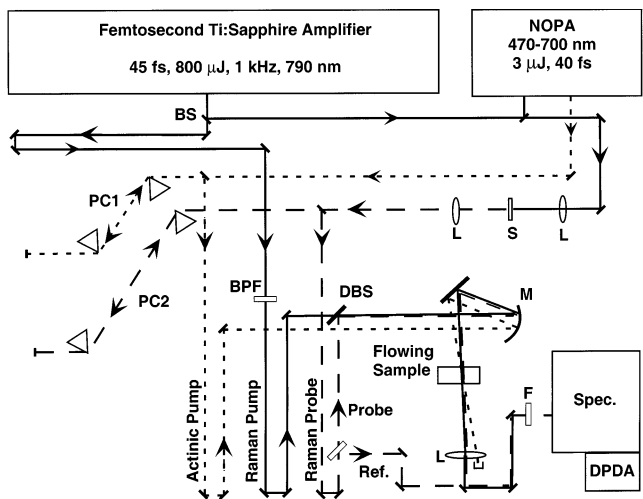 Femtosecond Ti:Sapphire Amplifier
45 fs, 800 μJ, 1 kHz, 790 nm
NOPA
470-700 nm
3 μJ, 40 fs
BS
PC1
L
S
L
PC2
BPF
DBS
M
Flowing
Sample
F
Spec.
Actinic Pump
Raman Pump
Raman Probe
Probe
Ref.
L
DPDA